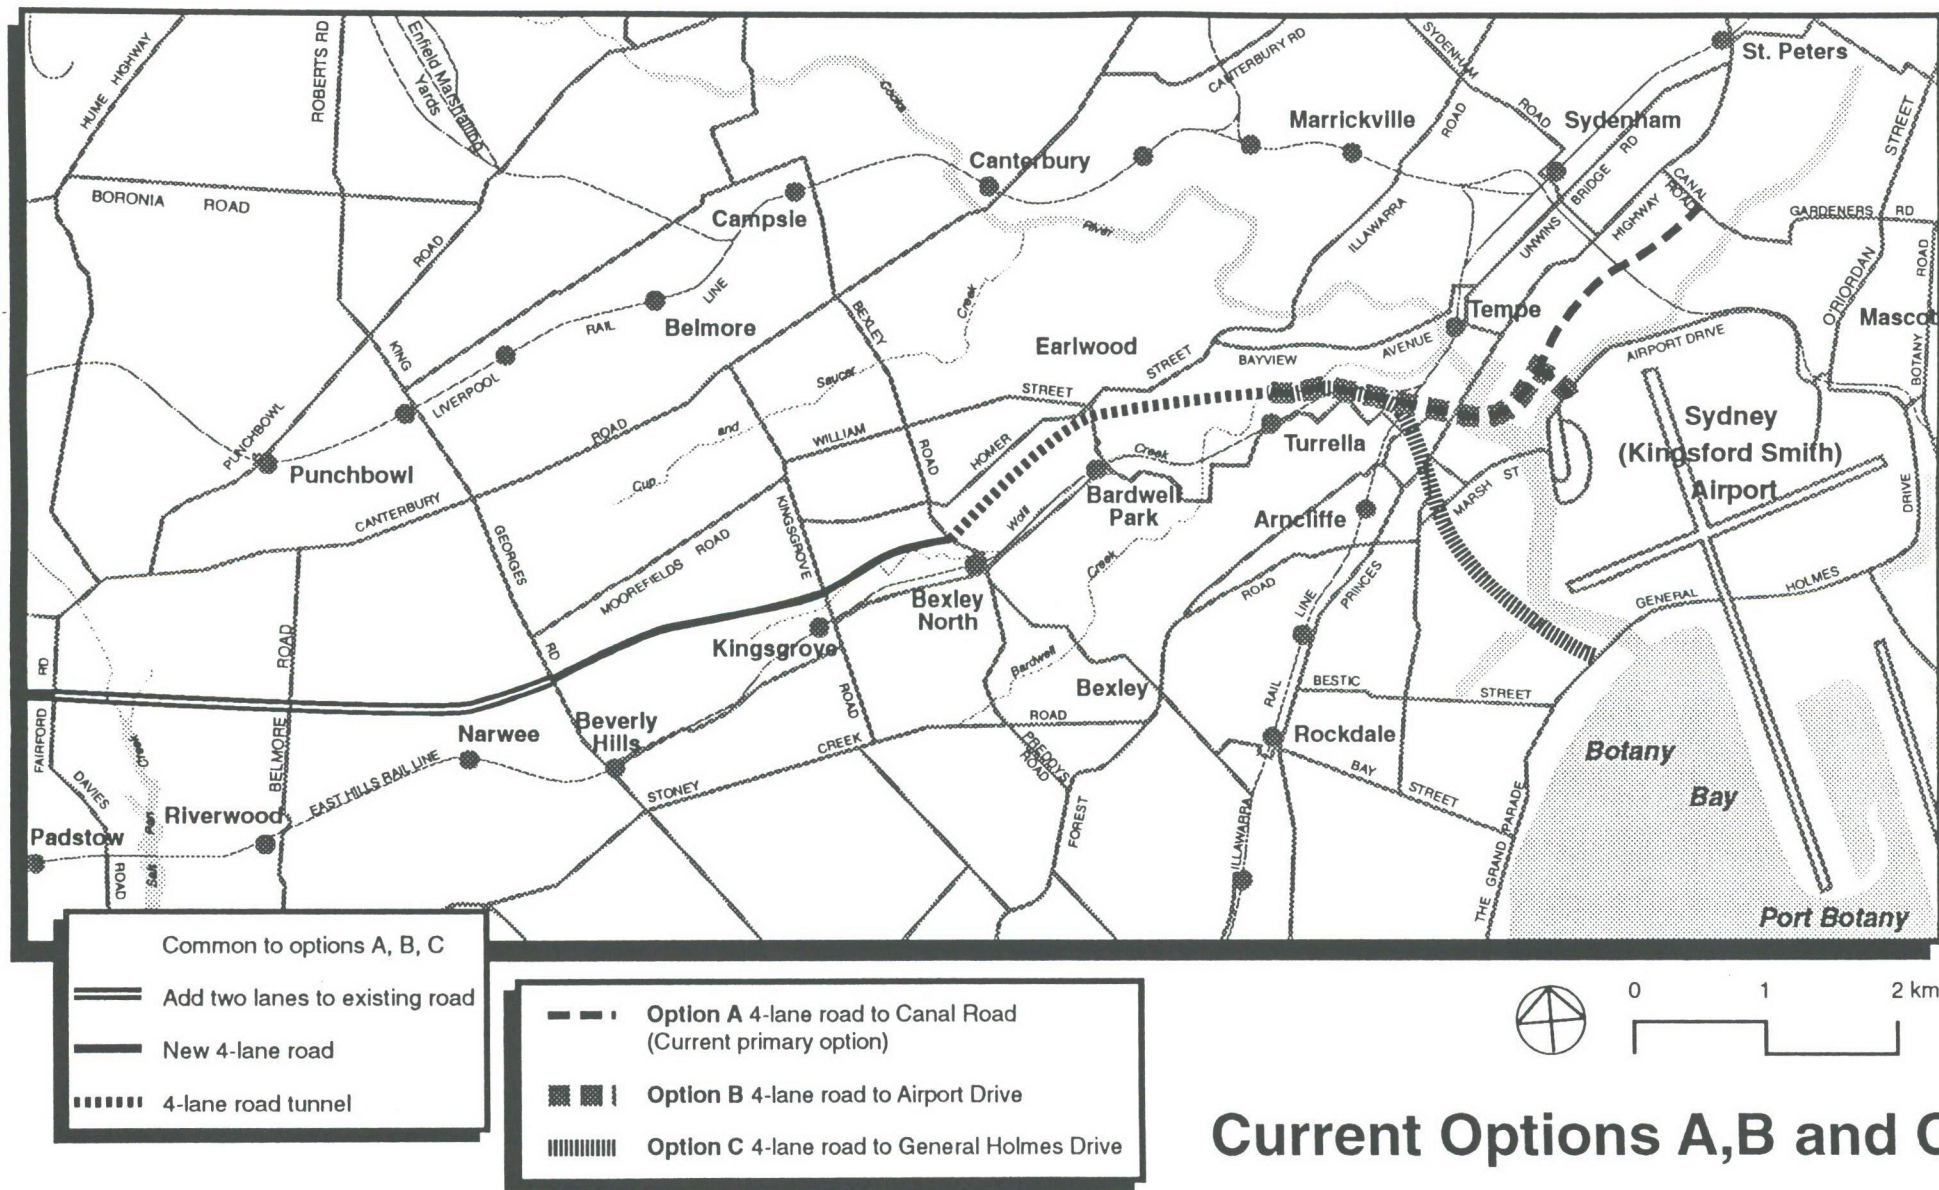 HUME HIGHWAY
ROBERTS RD
Enfield Marshalling
Yards
Cooks
CANTERBURY RD
SYDENHAM
ROAD
St. Peters
Marrickville
ROAD
Sydenham
UNWINS BRIDGE RD
STREET
BORONIA ROAD
Canterbury
Campsie
River
ILLAWARRA
HIGHWAY
CANAL
ROAD
GARDENERS RD
ROAD
LINE
RAIL
Belmore
BEXLEY
Creek
Earlwood
STREET
BAYVIEW
AVENUE
Tempe
AIRPORT DRIVE
O'RIORDAN
ROAD
Mascot
BOTANY
KING
LIVERPOOL
Saucer
and
Cup
STREET
WILLIAM
HOMER
ROAD
PUNCHBOWL
Punchbowl
ROAD
CANTERBURY
Turrella
Creek
Bardwell
Park
Wolli
Sydney
(Kingsford Smith)
Airport
MARSH ST
Arncliffe
DRIVE
GEORGES
RD
MOOREFIELDS ROAD
KINGSGROVE
ROAD
Creek
Bardwell
Bexley
North
Kingsgrove
ROAD
PRINCES
GENERAL HOLMES
LINE
RAIL
ILLAWARRA
RD
FAIRFORD
ROAD
BELMORE
Bexley
BESTIC STREET
Narwee
Beverly
Hills
CREEK
STONEY
ROAD
PREDDYS
ROAD
Rockdale
BAY STREET
Botany
Bay
DAVIES
ROAD
Creek
Pan
Salt
Riverwood
EAST HILLS RAIL LINE
FOREST
THE GRAND PARADE
Padstow
Port Botany
Common to options A, B, C
Add two lanes to existing road
New 4-lane road
4-lane road tunnel
Option A 4-lane road to Canal Road
(Current primary option)
Option B 4-lane road to Airport Drive
Option C 4-lane road to General Holmes Drive
0 1 2 km
Current Options A,B and C